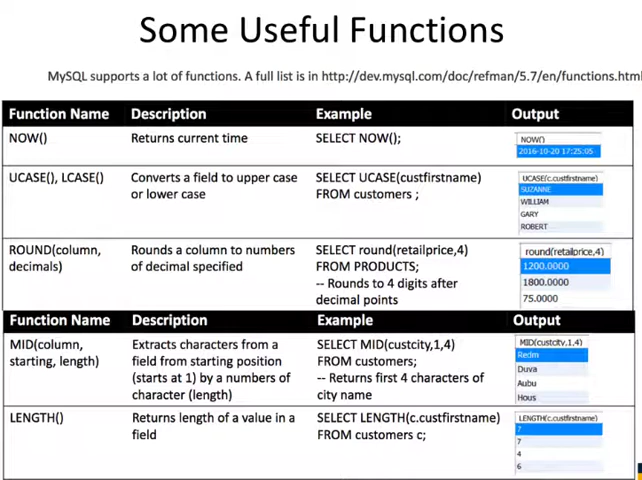 Some Useful Functions
MySQL supports a lot of functions. A full list is in http://dev.mysql.com/doc/refman/5.7/en/functions.htm
Function Name Description Example Output
NOW() Returns current time SELECT NOW();
NOW()
2016-10-20 17:25:05
UCASE(), LCASE() Converts a field to upper case SELECT UCASE(custfirstname)
or lower case FROM customers ;
UCASE(c.custfirstname)
SUZANNE
WILLIAM
GARY
ROBERT
ROUND(column, Rounds a column to numbers SELECT round(retailprice,4)
decimals) of decimal specified FROM PRODUCTS;
-- Rounds to 4 digits after
decimal points
round(retailprice,4)
1200.0000
1800.0000
75.0000
Function Name Description Example Output
MID(column, Extracts characters from a SELECT MID(custcity,1,4)
starting, length) field from starting position FROM customers;
(starts at 1) by a numbers of -- Returns first 4 characters of
character (length) city name
MID(custcity,1,4)
Redm
Duva
Aubu
Hous
LENGTH() Returns length of a value in a SELECT LENGTH(c.custfirstname)
field FROM customers c;
LENGTH(c.custfirstname)
7
7
4
6